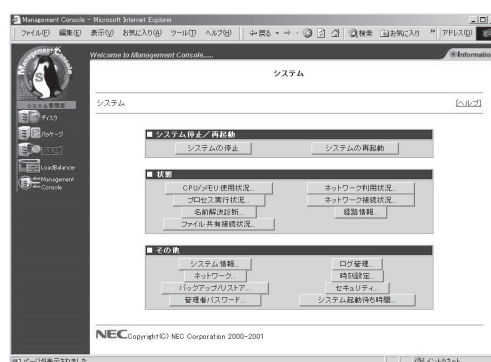 Management Console - Microsoft Internet Explorer
ファイル(F) 編集(E) 表示(V) お気に入り(A) ツール(T) ヘルプ(H) 戻る 検索 お気に入り アドレス(D)
Management Console
Welcome to Management Console.....
Information
システム
システム管理者
システム
[ヘルプ]
ディスク
パッケージ
LoadBalancer
Management Console
■ システム停止／再起動
システムの停止 システムの再起動
■ 状態
CPU/メモリ使用状況... ネットワーク利用状況...
プロセス実行状況... ネットワーク接続状況...
名前解決診断... 経路情報...
ファイル共有接続状況...
■ その他
システム情報... ログ管理...
ネットワーク... 時刻設定...
バックアップ/リストア... セキュリティ...
管理者パスワード... システム起動待ち時間...
NEC Copyright(C) NEC Corporation 2000-2001
ページが表示されました
イントラネット